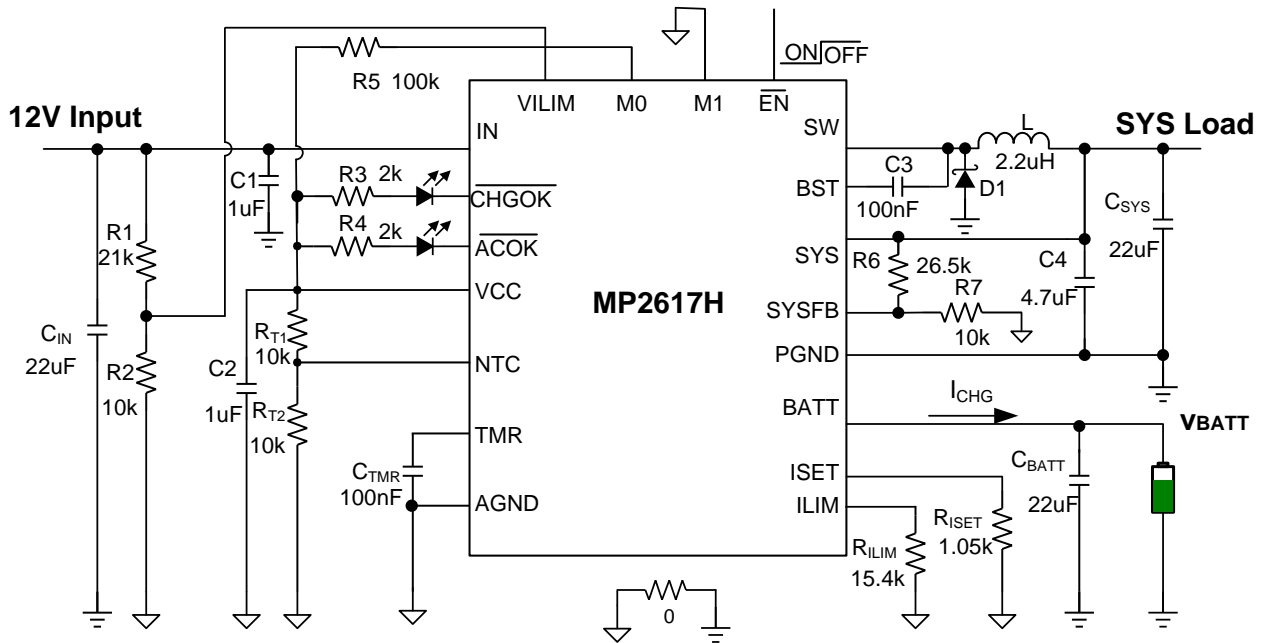 R5 100k
ON OFF
VILIM M0 M1 EN
12V Input
IN
SW
L
2.2uH
SYS Load
C1
1uF
R3 2k
CHGOK
BST
C3
100nF
D1
CSYS
22uF
R1
21k
R4 2k
ACOK
SYS
R6
26.5k
C4
4.7uF
VCC
MP2617H
SYSFB
R7
10k
CIN
22uF
RT1
10k
R2
10k
C2
1uF
NTC
PGND
RT2
10k
BATT
ICHG
VBATT
TMR
CTMR
100nF
ISET
CBATT
22uF
AGND
ILIM
RILIM
15.4k
RISET
1.05k
0